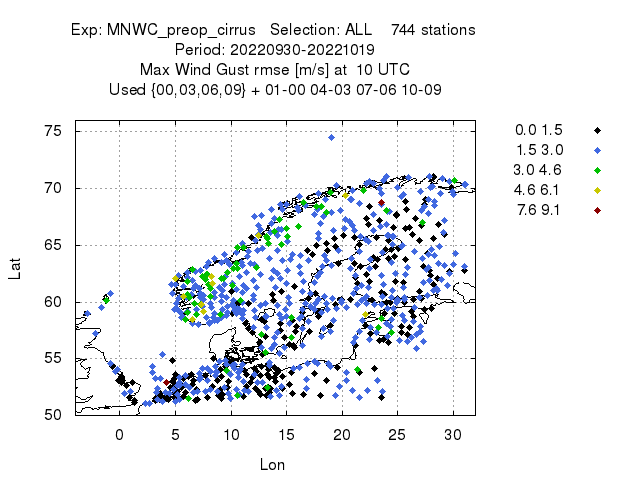 Exp: MNWC_preop_cirrus   Selection: ALL    744 stations
Period: 20220930-20221019
Max Wind Gust rmse [m/s] at  10 UTC
Used {00,03,06,09} + 01-00 04-03 07-06 10-09
0.0 1.5
1.5 3.0
3.0 4.6
4.6 6.1
7.6 9.1
75
70
65
60
55
50
Lat
0 5 10 15 20 25 30
Lon